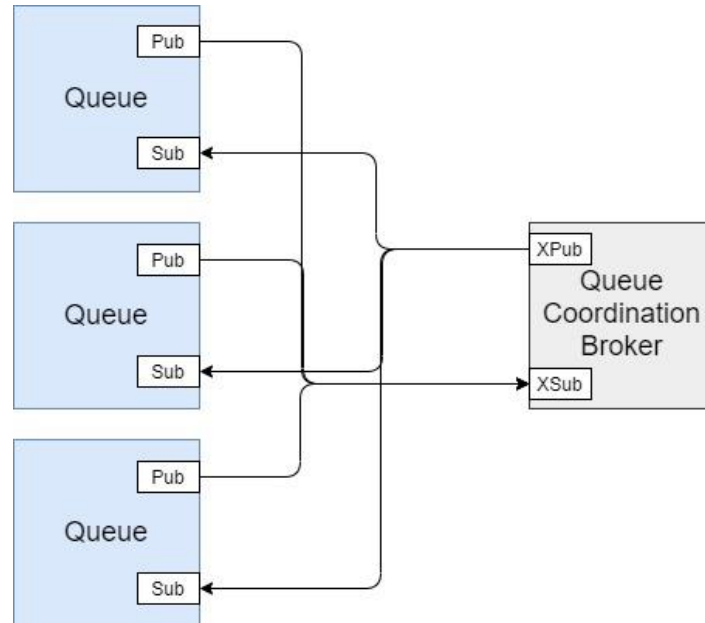 Pub
Queue
Sub
Pub
Queue
Sub
Pub
Queue
Sub
XPub
Queue
Coordination
Broker
XSub